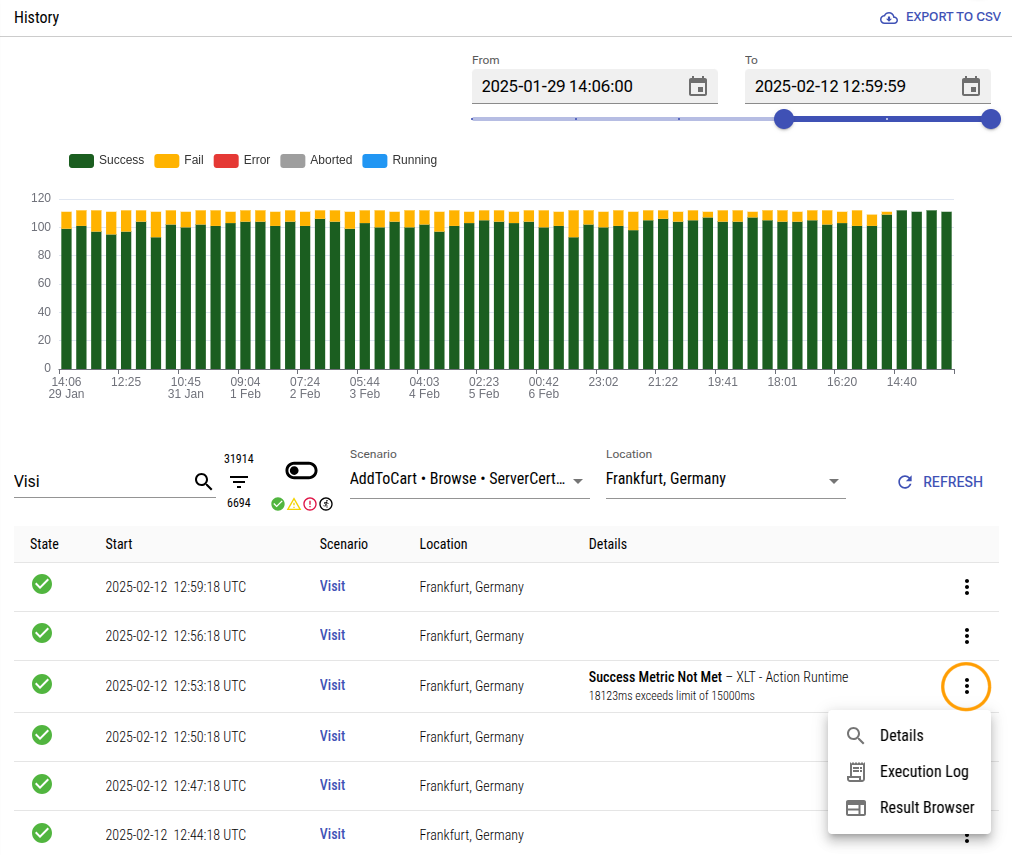 History
EXPORT TO CSV
From
To
2025-01-29 14:06:00
2025-02-12 12:59:59
Success Fail Error Aborted Running
120
100
80
60
40
20
0
14:06 12:25 10:45 09:04 07:24 05:44 04:03 02:23 00:42 23:02 21:22 19:41 18:01 16:20 14:40
29 Jan 31 Jan 1 Feb 2 Feb 3 Feb 4 Feb 5 Feb 6 Feb
Visi
31914
6694
Scenario
AddToCart • Browse • ServerCert...
Location
Frankfurt, Germany
REFRESH
State Start Scenario Location Details
2025-02-12 12:59:18 UTC Visit Frankfurt, Germany
2025-02-12 12:56:18 UTC Visit Frankfurt, Germany
2025-02-12 12:53:18 UTC Visit Frankfurt, Germany Success Metric Not Met – XLT - Action Runtime
18123ms exceeds limit of 15000ms
2025-02-12 12:50:18 UTC Visit Frankfurt, Germany
2025-02-12 12:47:18 UTC Visit Frankfurt, Germany
2025-02-12 12:44:18 UTC Visit Frankfurt, Germany
Details
Execution Log
Result Browser